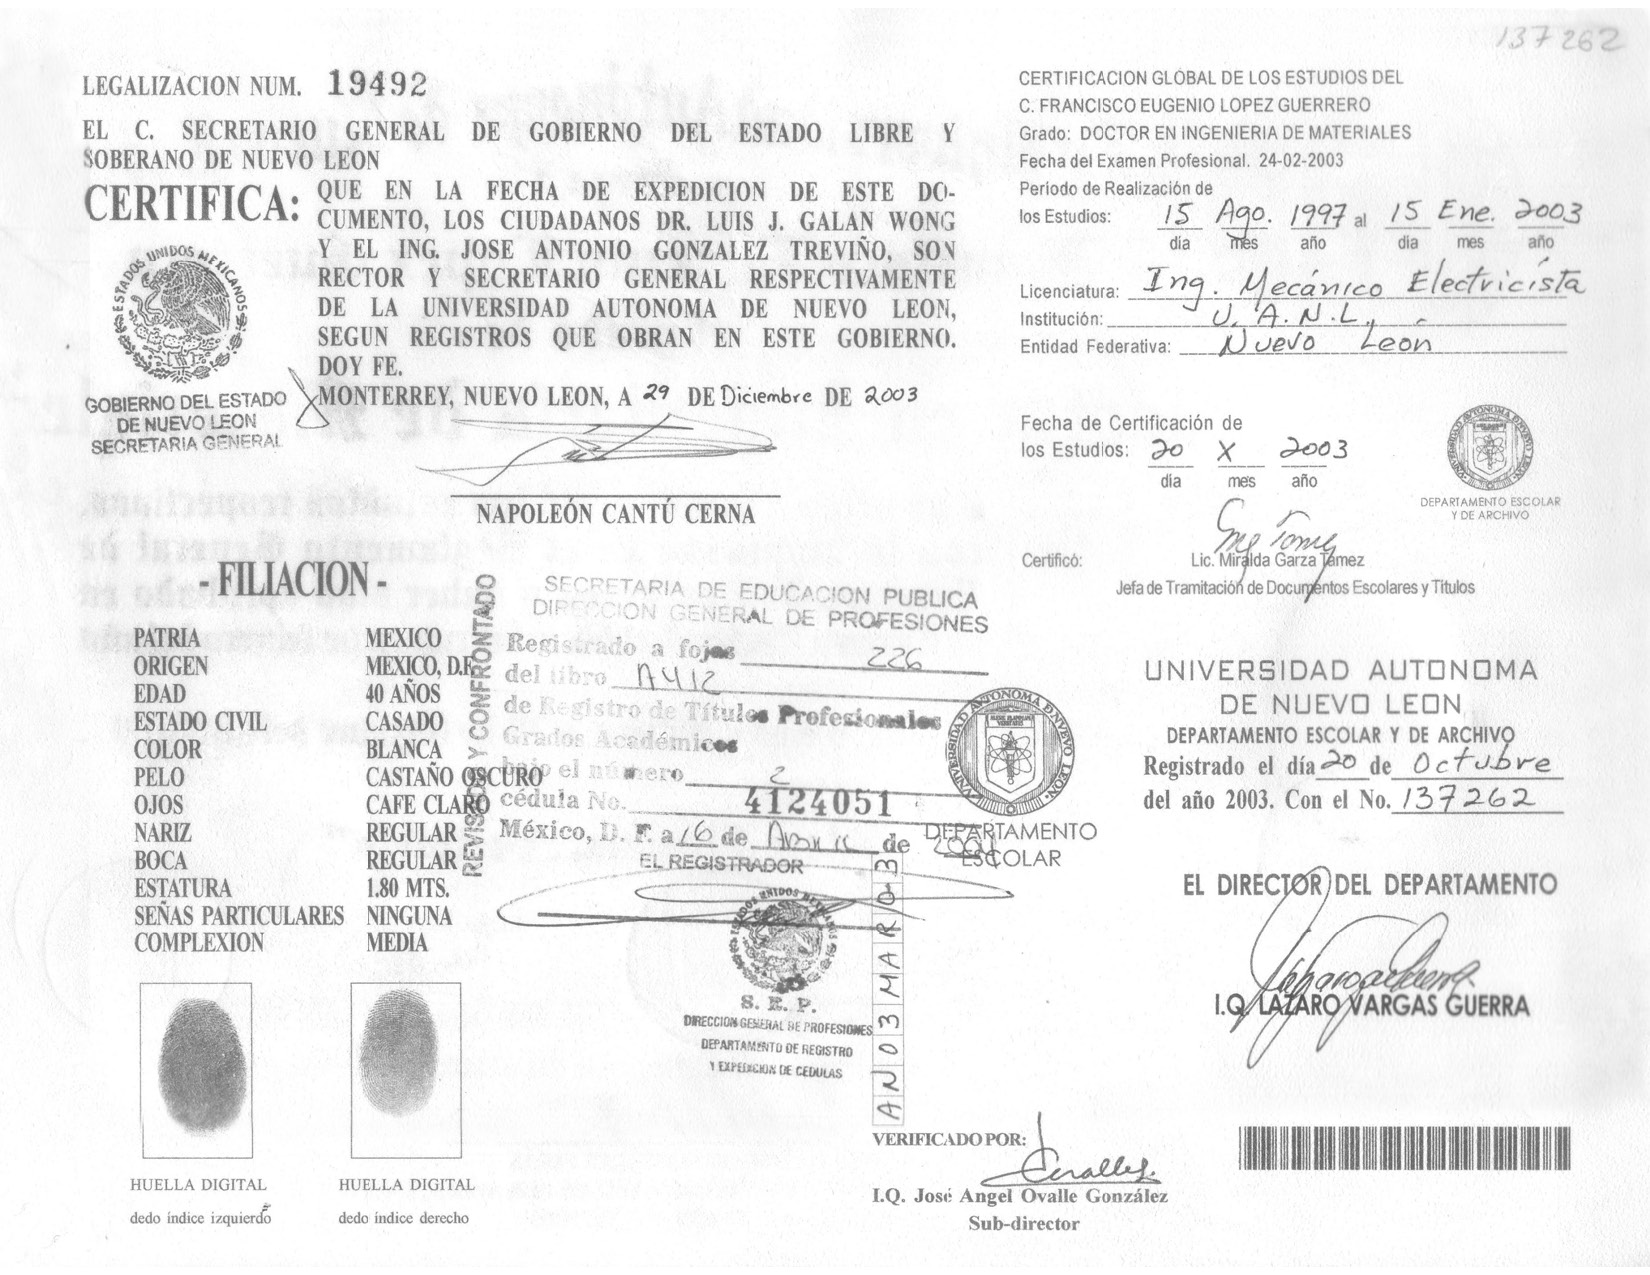 137262
LEGALIZACION NUM. 19492
EL C. SECRETARIO GENERAL DE GOBIERNO DEL ESTADO LIBRE Y
SOBERANO DE NUEVO LEON
CERTIFICA:
QUE EN LA FECHA DE EXPEDICION DE ESTE DO-
CUMENTO, LOS CIUDADANOS DR. LUIS J. GALAN WONG
Y EL ING. JOSE ANTONIO GONZALEZ TREVIÑO, SON
RECTOR Y SECRETARIO GENERAL RESPECTIVAMENTE
DE LA UNIVERSIDAD AUTONOMA DE NUEVO LEON,
SEGUN REGISTROS QUE OBRAN EN ESTE GOBIERNO.
DOY FE.
MONTERREY, NUEVO LEON, A 29 DE Diciembre DE 2003
ESTADOS UNIDOS MEXICANOS
GOBIERNO DEL ESTADO
DE NUEVO LEON
SECRETARIA GENERAL
NAPOLEÓN CANTÚ CERNA
- FILIACION -
PATRIA MEXICO
ORIGEN MEXICO, D.F.
EDAD 40 AÑOS
ESTADO CIVIL CASADO
COLOR BLANCA
PELO CASTAÑO OSCURO
OJOS CAFE CLARO
NARIZ REGULAR
BOCA REGULAR
ESTATURA 1.80 MTS.
SEÑAS PARTICULARES NINGUNA
COMPLEXION MEDIA
HUELLA DIGITAL
dedo índice izquierdo
HUELLA DIGITAL
dedo índice derecho
REVISADO Y CONFRONTADO
SECRETARIA DE EDUCACION PUBLICA
DIRECCION GENERAL DE PROFESIONES
Registrado a fojas 226
del libro A412
de Registro de Títulos Profesionales
Grados Académicos
bajo el número 2
cédula No. 4124051
México, D. F. a 16 de Abril de
EL REGISTRADOR
S. E. P.
DIRECCION GENERAL DE PROFESIONES
DEPARTAMENTO DE REGISTRO
Y EXPEDICION DE CEDULAS
DEPARTAMENTO
ESCOLAR
AN03MAR043
VERIFICADO POR:
I.Q. José Angel Ovalle González
Sub-director
CERTIFICACION GLOBAL DE LOS ESTUDIOS DEL
C. FRANCISCO EUGENIO LOPEZ GUERRERO
Grado: DOCTOR EN INGENIERIA DE MATERIALES
Fecha del Examen Profesional. 24-02-2003
Periodo de Realización de
los Estudios: 15 Ago. 1997 al 15 Ene. 2003
día mes año día mes año
Licenciatura: Ing. Mecánico Electricista
Institución: U.A.N.L.
Entidad Federativa: Nuevo Leon
Fecha de Certificación de
los Estudios: 20 X 2003
día mes año
DEPARTAMENTO ESCOLAR
Y DE ARCHIVO
Certificó: Lic. Miralda Garza Tamez
Jefa de Tramitación de Documentos Escolares y Titulos
UNIVERSIDAD AUTONOMA
DE NUEVO LEON
DEPARTAMENTO ESCOLAR Y DE ARCHIVO
Registrado el día 20 de Octubre
del año 2003. Con el No. 137262
EL DIRECTOR DEL DEPARTAMENTO
I.Q. LAZARO VARGAS GUERRA